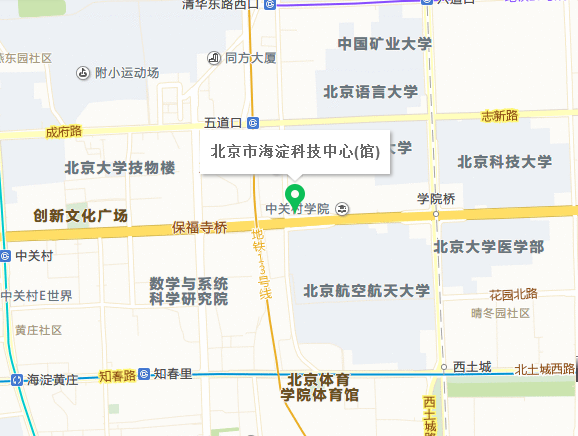 清华东路西口
六道口
中国矿业大学
燕东园社区
附小运动场
同方大厦
北京语言大学
五道口
志新路
成府路
北京大学技物楼
北京市海淀科技中心(馆)
大学
北京科技大学
中关村学院
学院桥
创新文化广场
保福寺桥
地铁13号线
北京大学医学部
中关村
数学与系统
科学研究院
北京航空航天大学
中关村E世界
花园北路
晴冬园社区
黄庄社区
西土城
北土城西路
海淀黄庄
知春路
知春里
北京体育
学院体育馆
西土城路